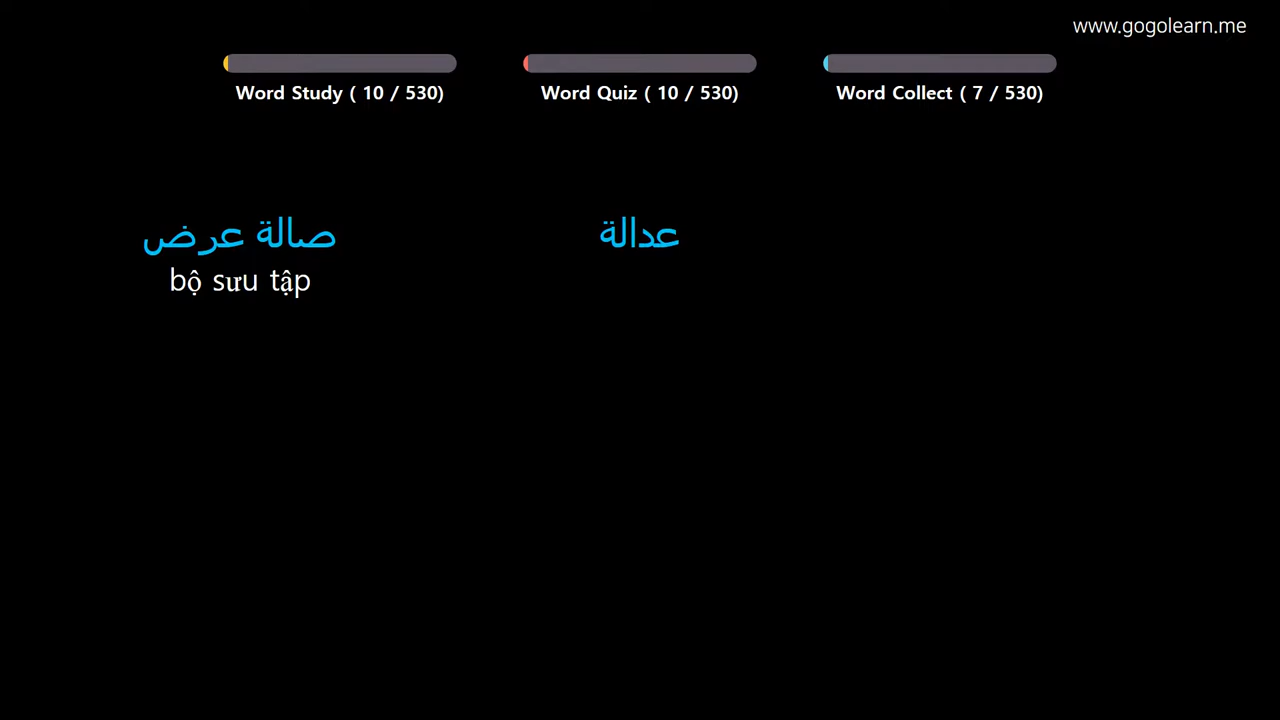 www.gogolearn.me
Word Study ( 10 / 530)
Word Quiz ( 10 / 530)
Word Collect ( 7 / 530)
صالة عرض
bộ sưu tập
عدالة